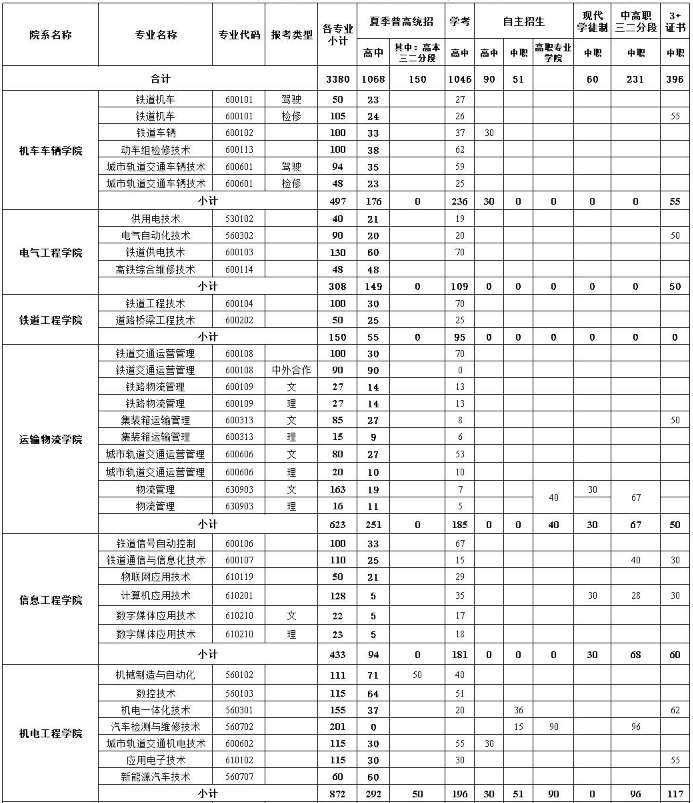 院系名称 专业名称 专业代码 报考类型 各专业小计 夏季普高统招 学考 自主招生 现代学徒制 中高职三二分段 3+证书
高中 其中：高本三二分段 高中 高中 中职 高职专业学院 中职 中职 中职
合计 3380 1068 150 1046 90 51 60 231 396
机车车辆学院
铁道机车 600101 驾驶 50 23 27
铁道机车 600101 检修 105 24 26 55
铁道车辆 600102 100 33 37 30
动车组检修技术 600113 100 38 62
城市轨道交通车辆技术 600601 驾驶 94 35 59
城市轨道交通车辆技术 600601 检修 48 23 25
小计 497 176 0 236 30 0 0 0 0 55
电气工程学院
供用电技术 530102 40 21 19
电气自动化技术 560302 90 20 20 50
铁道供电技术 600103 130 60 70
高铁综合维修技术 600114 48 48
小计 308 149 0 109 0 0 0 0 0 50
铁道工程学院
铁道工程技术 600104 100 30 70
道路桥梁工程技术 600202 50 25 25
小计 150 55 0 95 0 0 0 0 0 0
运输物流学院
铁道交通运营管理 600108 100 30 70
铁道交通运营管理 600108 中外合作 90 90 0
铁路物流管理 600109 文 27 14 13
铁路物流管理 600109 理 27 14 13
集装箱运输管理 600313 文 85 27 8 50
集装箱运输管理 600313 理 15 9 6
城市轨道交通运营管理 600606 文 80 27 53
城市轨道交通运营管理 600606 理 20 10 10
物流管理 630903 文 163 19 7 40 30 67
物流管理 630903 理 16 11 5
小计 623 251 0 185 0 0 40 30 67 50
信息工程学院
铁道信号自动控制 600106 100 33 67
铁道通信与信息化技术 600107 110 25 15 40 30
物联网应用技术 610119 50 21 29
计算机应用技术 610201 128 5 35 30 28 30
数字媒体应用技术 610210 文 22 5 17
数字媒体应用技术 610210 理 23 5 18
小计 433 94 0 181 0 0 0 30 68 60
机电工程学院
机械制造与自动化 560102 111 71 50 40
数控技术 560103 115 64 51
机电一体化技术 560301 155 37 20 36 62
汽车检测与维修技术 560702 201 0 15 90 96
城市轨道交通机电技术 600602 115 30 55 30
应用电子技术 610102 115 30 30 55
新能源汽车技术 560707 60 60
小计 872 292 50 196 30 51 90 0 96 117